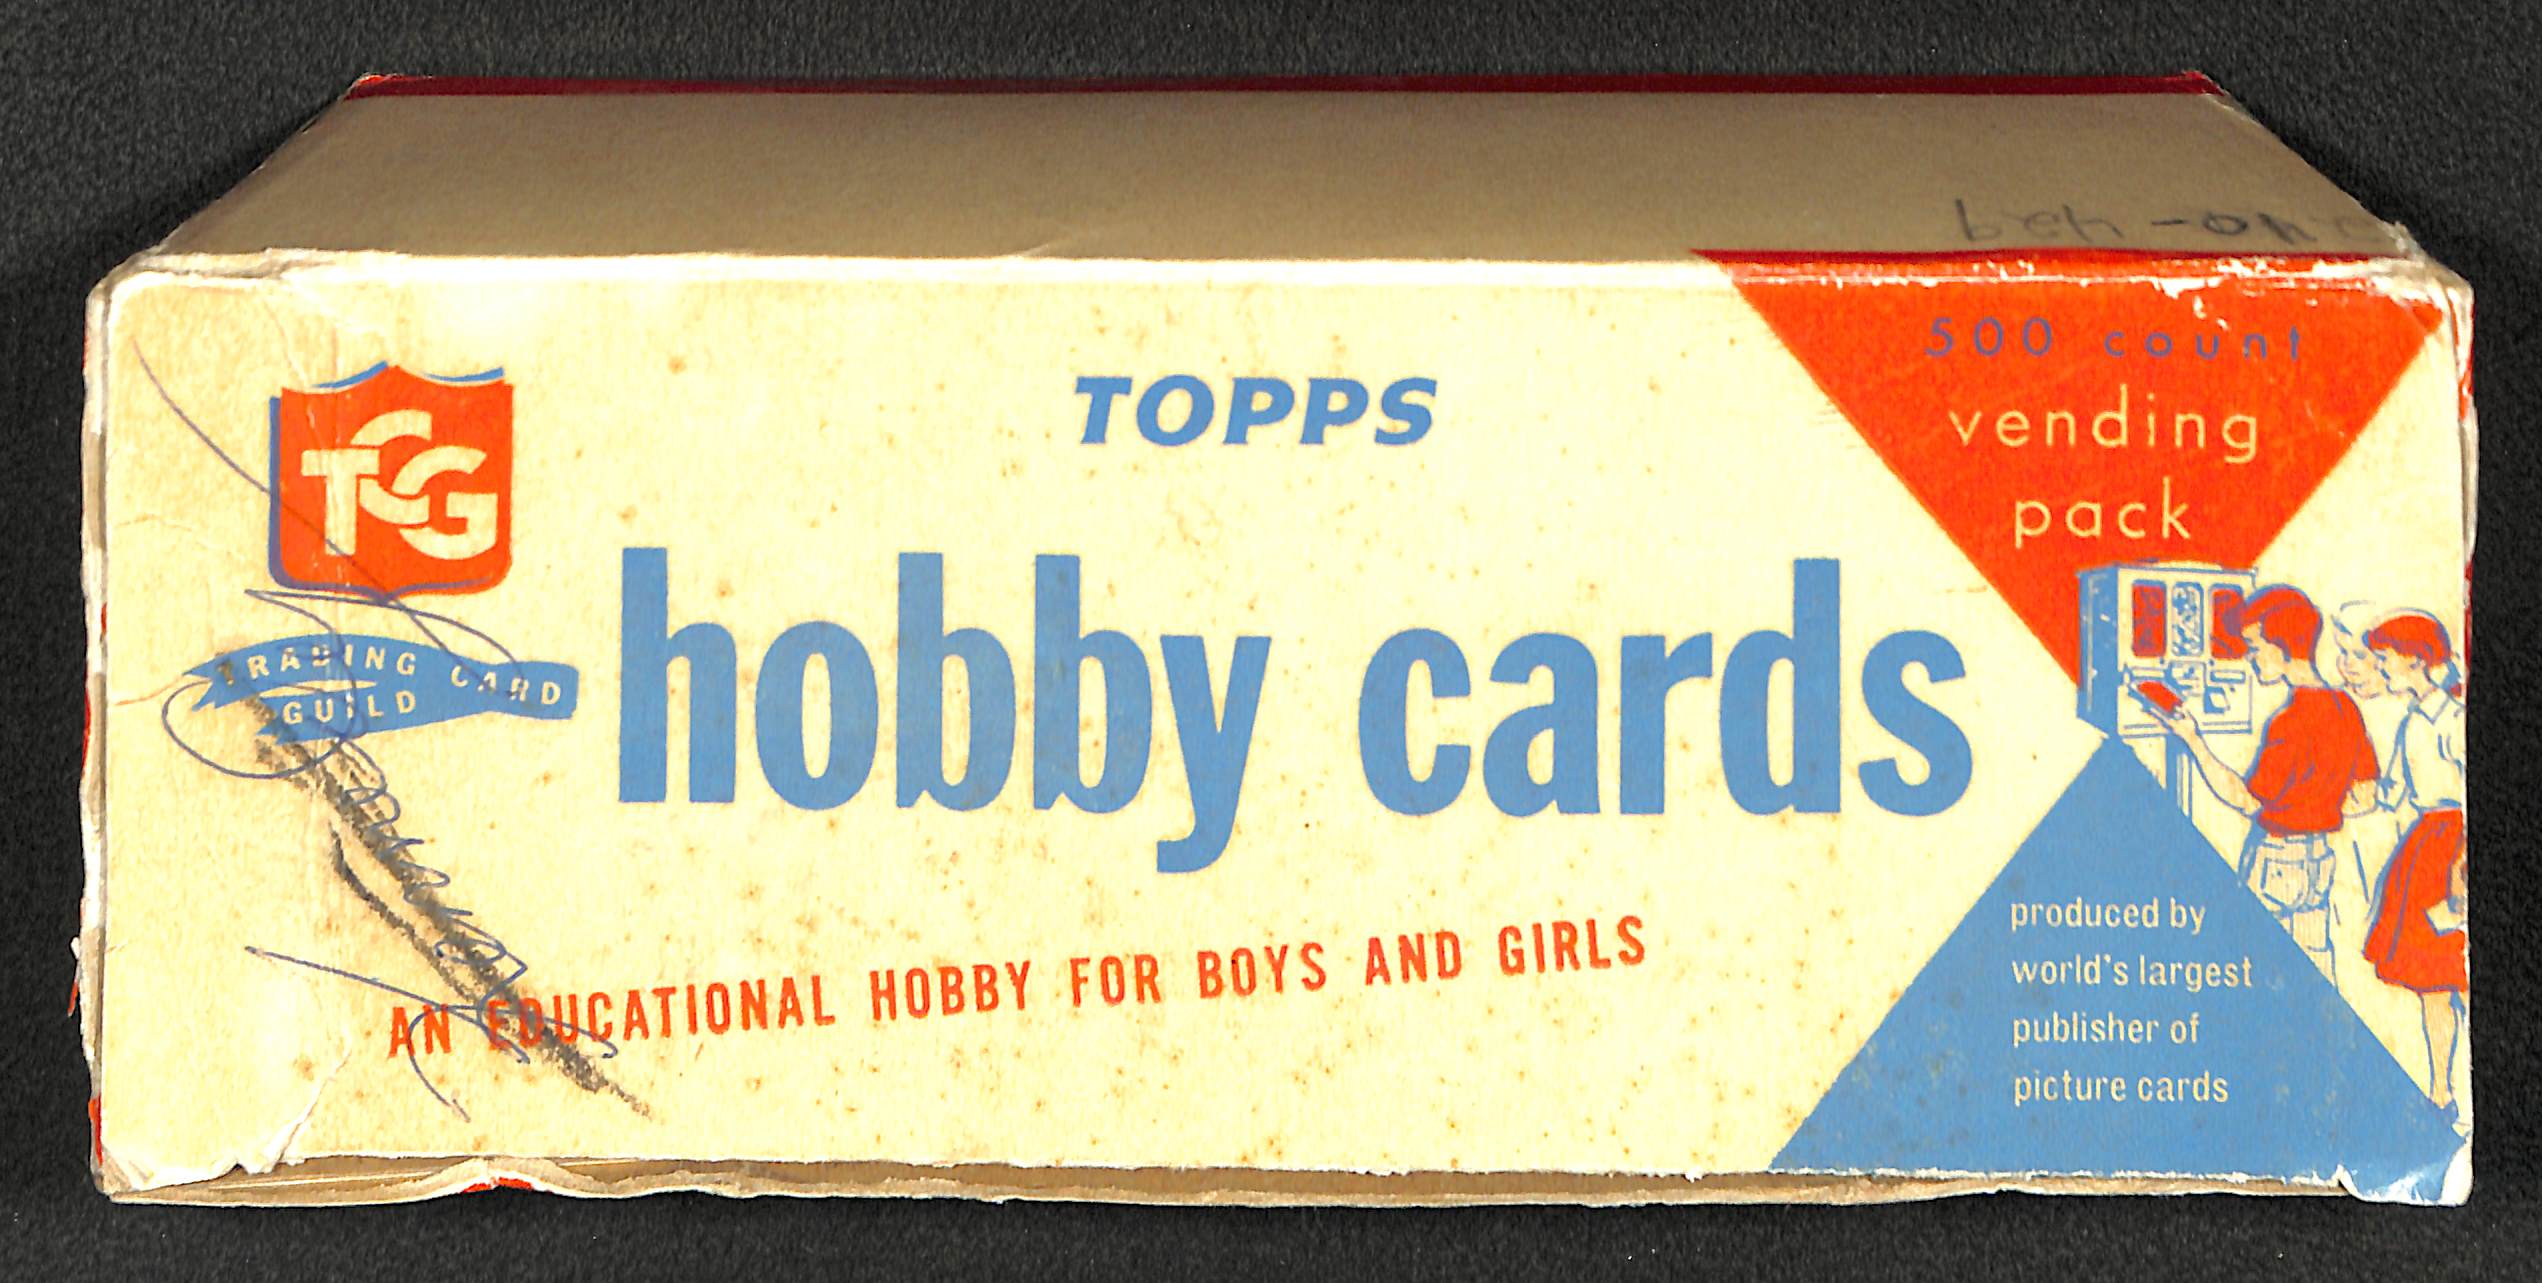 TOPPS
500 count
vending
pack
TCG
TRADING CARD
GUILD
hobby cards
AN EDUCATIONAL HOBBY FOR BOYS AND GIRLS
produced by
world's largest
publisher of
picture cards